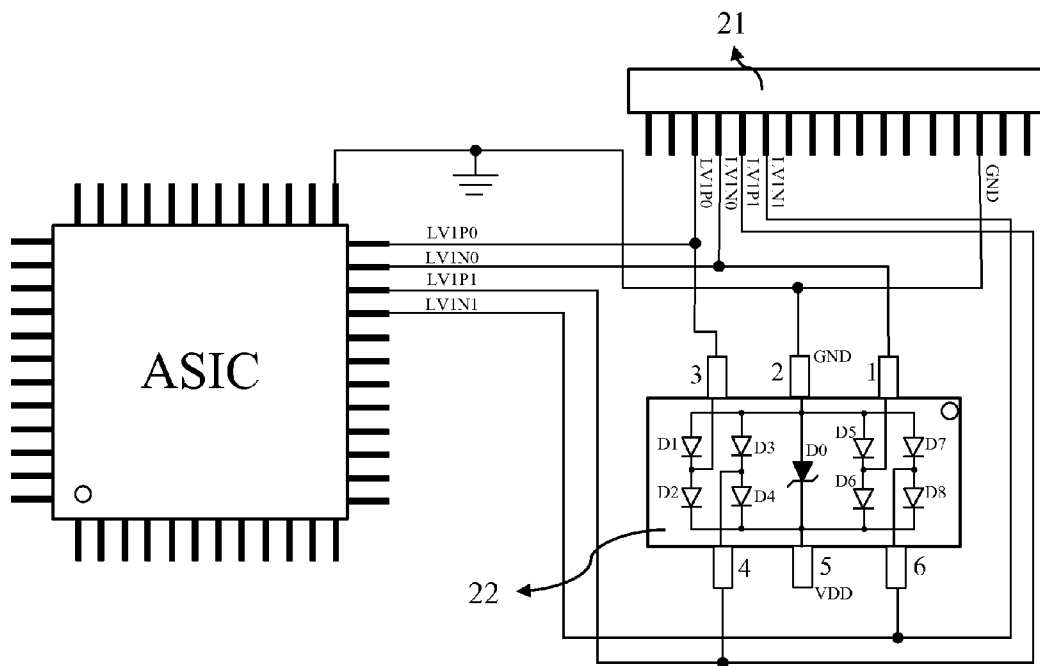 21
LV1P0
LV1N0
LV1P1
LV1N1
GND
LV1P0
LV1N0
LV1P1
LV1N1
ASIC
3
2
GND
1
D1
D3
D0
D5
D7
D2
D4
D6
D8
22
4
5
VDD
6